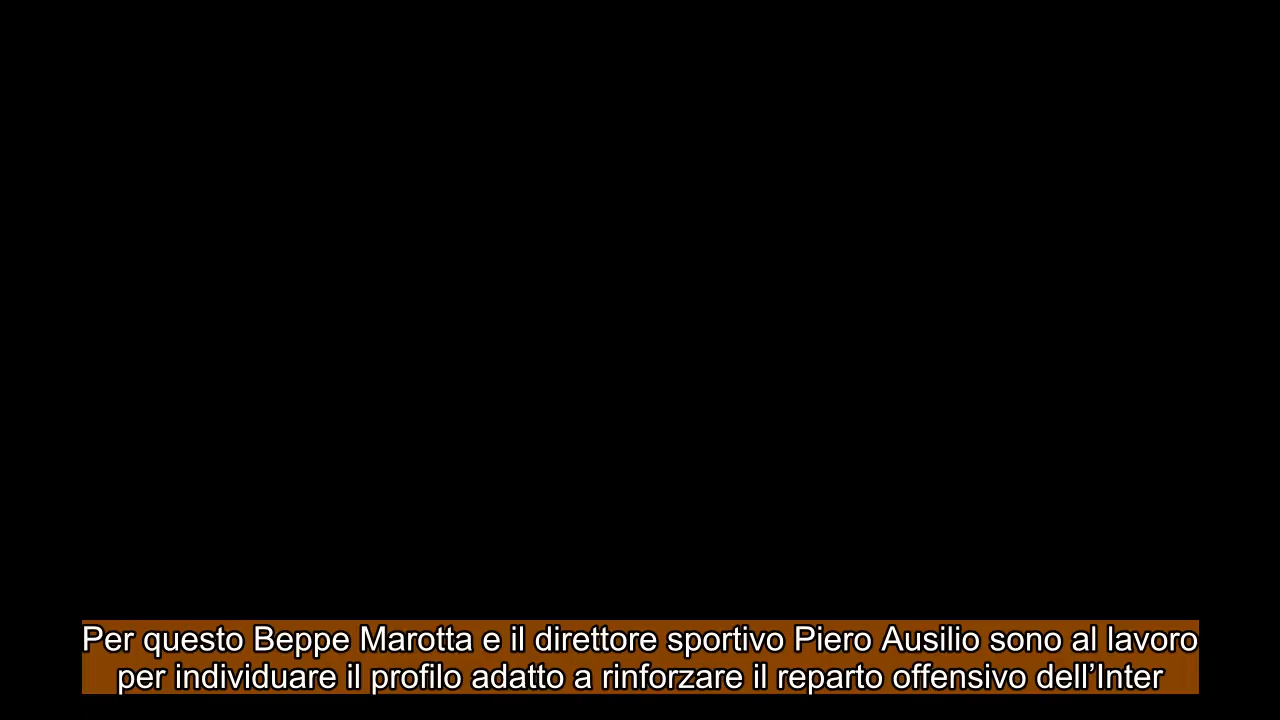 Per questo Beppe Marotta e il direttore sportivo Piero Ausilio sono al lavoro
per individuare il profilo adatto a rinforzare il reparto offensivo dell’Inter